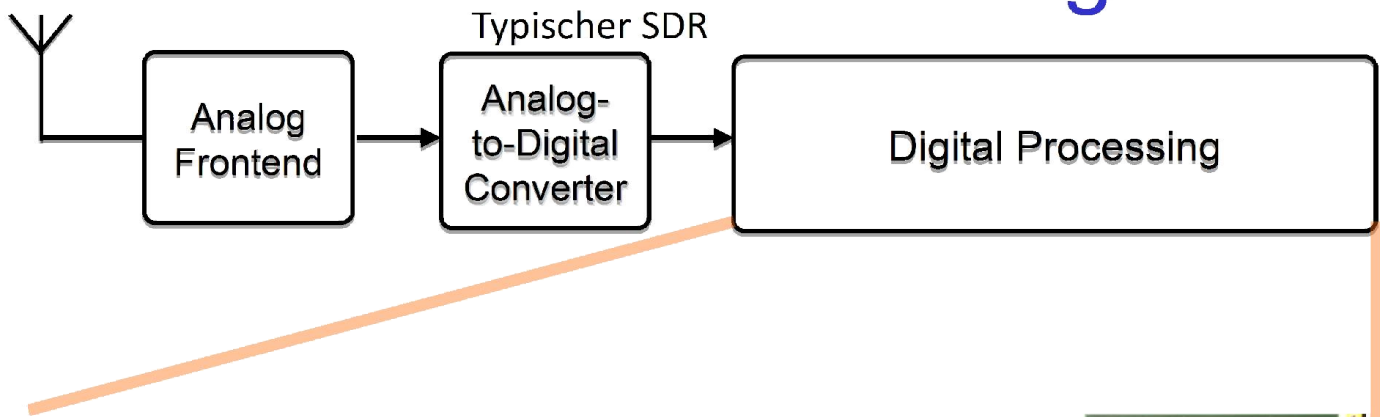 Typischer SDR
Analog
Frontend
Analog-
to-Digital
Converter
Digital Processing